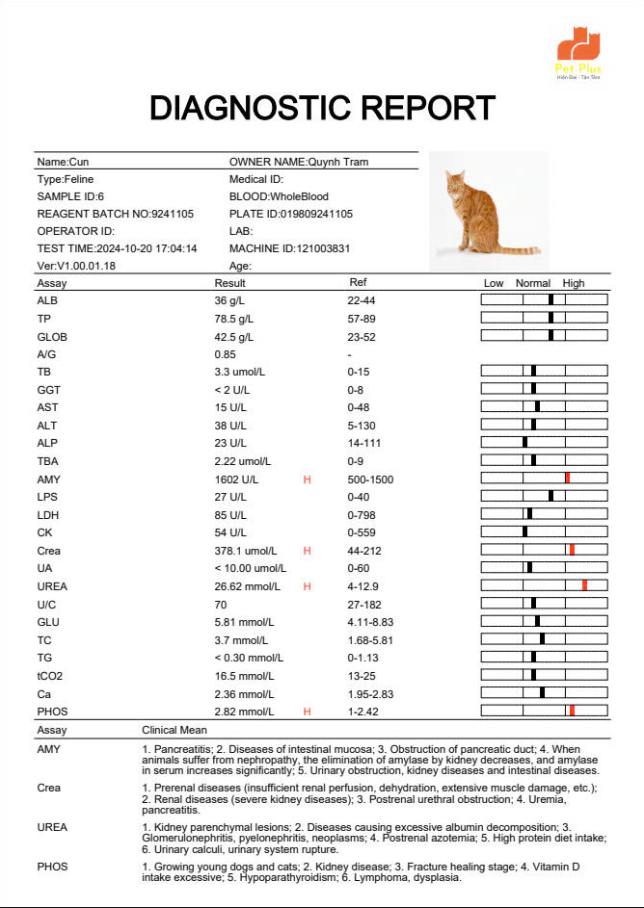 Pet Plus
Hiện Đại - Tận Tâm
DIAGNOSTIC REPORT
Name:Cun OWNER NAME:Quynh Tram
Type:Feline Medical ID:
SAMPLE ID:6 BLOOD:WholeBlood
REAGENT BATCH NO:9241105 PLATE ID:019809241105
OPERATOR ID: LAB:
TEST TIME:2024-10-20 17:04:14 MACHINE ID:121003831
Ver:V1.00.01.18 Age:
Assay Result Ref Low Normal High
ALB 36 g/L 22-44
TP 78.5 g/L 57-89
GLOB 42.5 g/L 23-52
A/G 0.85 -
TB 3.3 umol/L 0-15
GGT < 2 U/L 0-8
AST 15 U/L 0-48
ALT 38 U/L 5-130
ALP 23 U/L 14-111
TBA 2.22 umol/L 0-9
AMY 1602 U/L H 500-1500
LPS 27 U/L 0-40
LDH 85 U/L 0-798
CK 54 U/L 0-559
Crea 378.1 umol/L H 44-212
UA < 10.00 umol/L 0-60
UREA 26.62 mmol/L H 4-12.9
U/C 70 27-182
GLU 5.81 mmol/L 4.11-8.83
TC 3.7 mmol/L 1.68-5.81
TG < 0.30 mmol/L 0-1.13
tCO2 16.5 mmol/L 13-25
Ca 2.36 mmol/L 1.95-2.83
PHOS 2.82 mmol/L H 1-2.42
Assay Clinical Mean
AMY 1. Pancreatitis; 2. Diseases of intestinal mucosa; 3. Obstruction of pancreatic duct; 4. When
animals suffer from nephropathy, the elimination of amylase by kidney decreases, and amylase
in serum increases significantly; 5. Urinary obstruction, kidney diseases and intestinal diseases.
Crea 1. Prerenal diseases (insufficient renal perfusion, dehydration, extensive muscle damage, etc.);
2. Renal diseases (severe kidney diseases); 3. Postrenal urethral obstruction; 4. Uremia,
pancreatitis.
UREA 1. Kidney parenchymal lesions; 2. Diseases causing excessive albumin decomposition; 3.
Glomerulonephritis, pyelonephritis, neoplasms; 4. Postrenal azotemia; 5. High protein diet intake;
6. Urinary calculi, urinary system rupture.
PHOS 1. Growing young dogs and cats; 2. Kidney disease; 3. Fracture healing stage; 4. Vitamin D
intake excessive; 5. Hypoparathyroidism; 6. Lymphoma, dysplasia.